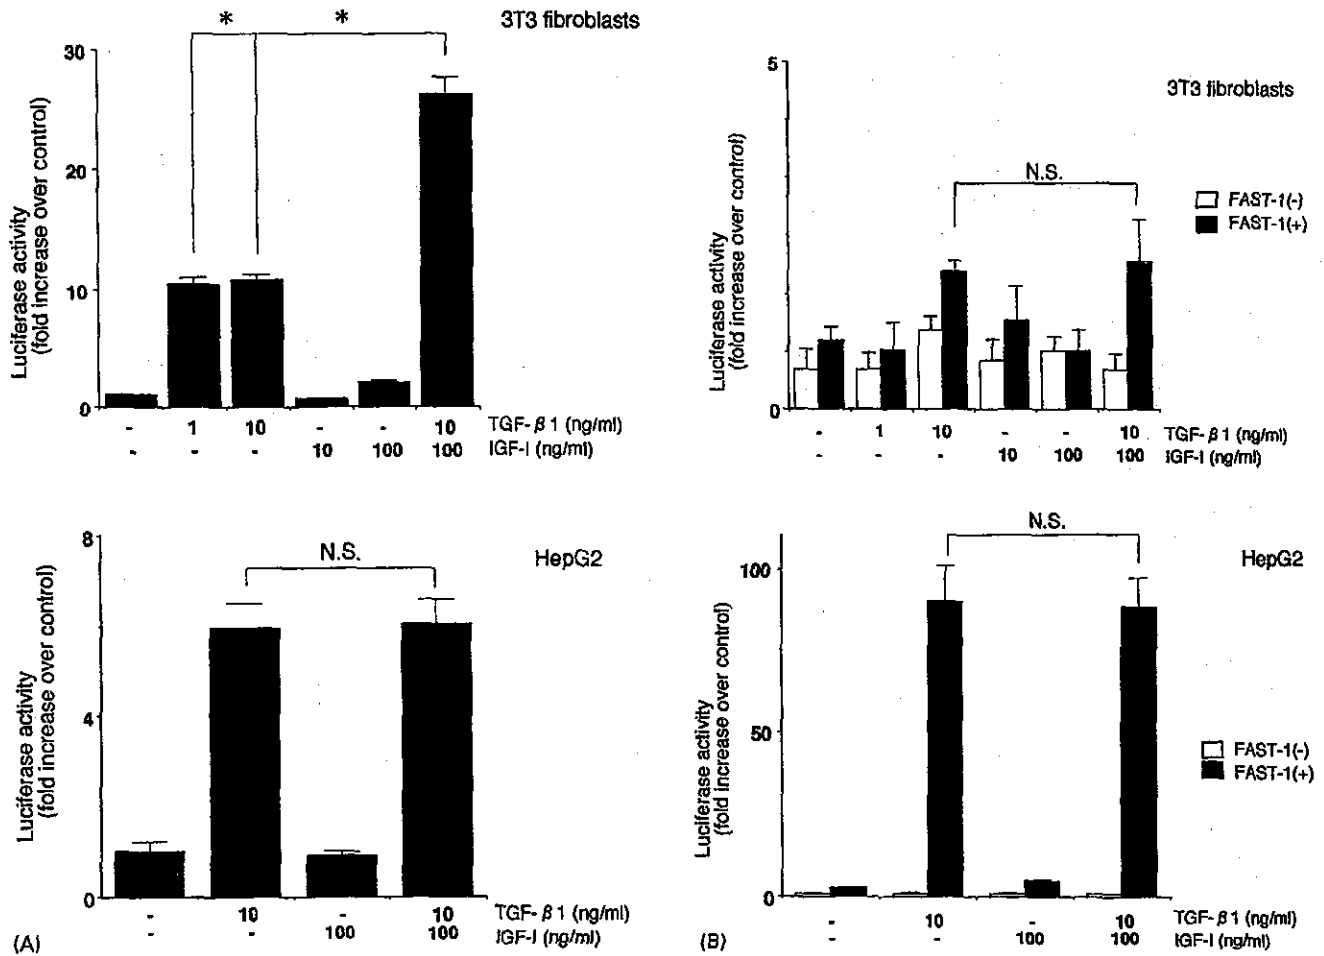 * *
3T3 fibroblasts
30
20
10
0
Luciferase activity
(fold increase over control)
- 1 10 - - 10 TGF-β1 (ng/ml)
- - - 10 100 100 IGF-I (ng/ml)
5
0
3T3 fibroblasts
N.S.
FAST-1(-)
FAST-1(+)
Luciferase activity
(fold increase over control)
- 1 10 - - 10 TGF-β1 (ng/ml)
- - - 10 100 100 IGF-I (ng/ml)
8
4
0
N.S.
HepG2
Luciferase activity
(fold increase over control)
- 10 - 10 TGF-β1 (ng/ml)
- - 100 100 IGF-I (ng/ml)
(A)
N.S.
HepG2
100
50
0
Luciferase activity
(fold increase over control)
FAST-1(-)
FAST-1(+)
- 10 - 10 TGF-β1 (ng/ml)
- - 100 100 IGF-I (ng/ml)
(B)